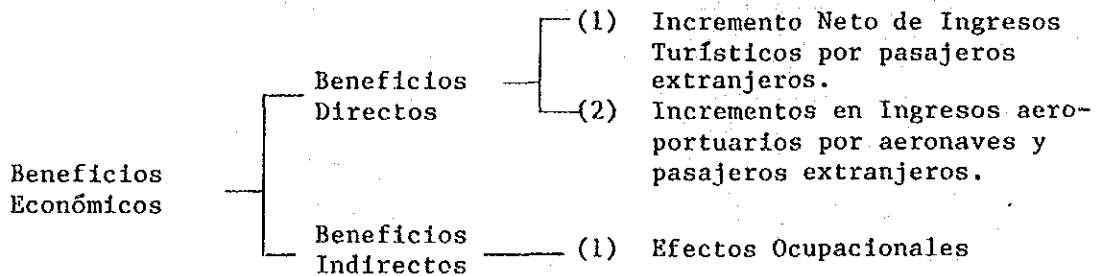 Beneficios
Económicos
Beneficios
Directos
(1) Incremento Neto de Ingresos
Turísticos por pasajeros
extranjeros.
(2) Incrementos en Ingresos aero-
portuarios por aeronaves y
pasajeros extranjeros.
Beneficios
Indirectos
(1) Efectos Ocupacionales